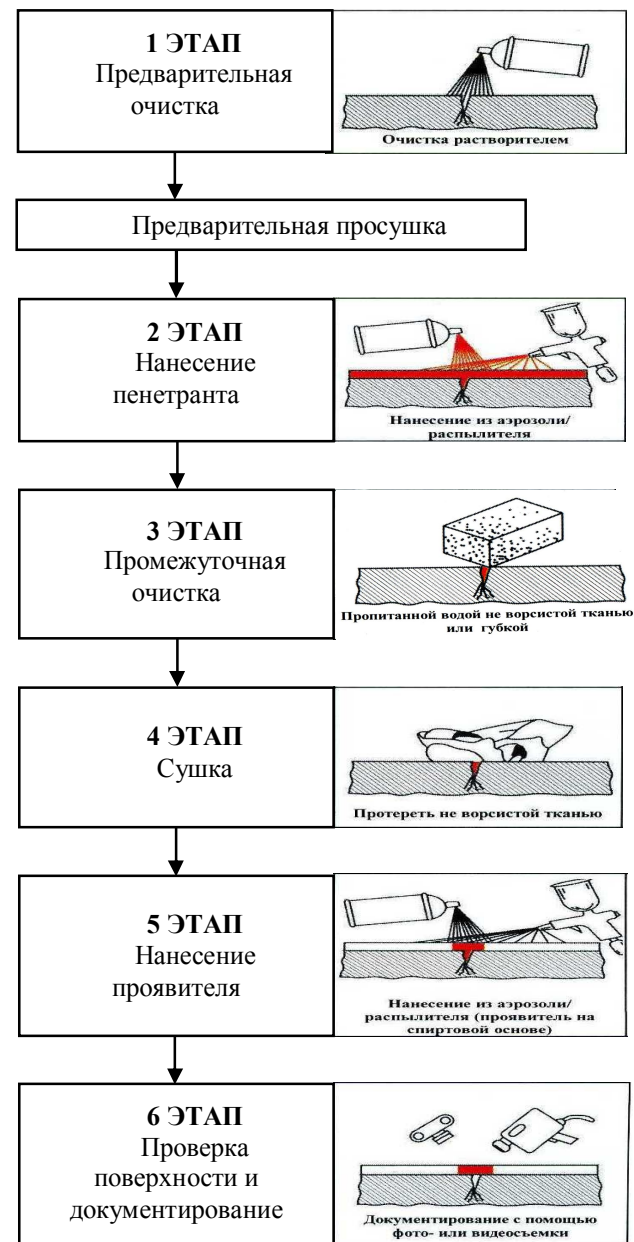 1 ЭТАП
Предварительная
очистка
Очистка растворителем
Предварительная просушка
2 ЭТАП
Нанесение
пенетранта
Нанесение из аэрозоли/
распылителя
3 ЭТАП
Промежуточная
очистка
Пропитанной водой не ворсистой тканью
или губкой
4 ЭТАП
Сушка
Протереть не ворсистой тканью
5 ЭТАП
Нанесение
проявителя
Нанесение из аэрозоли/
распылителя (проявитель на
спиртовой основе)
6 ЭТАП
Проверка
поверхности и
документирование
Документирование с помощью
фото- или видеосъемки